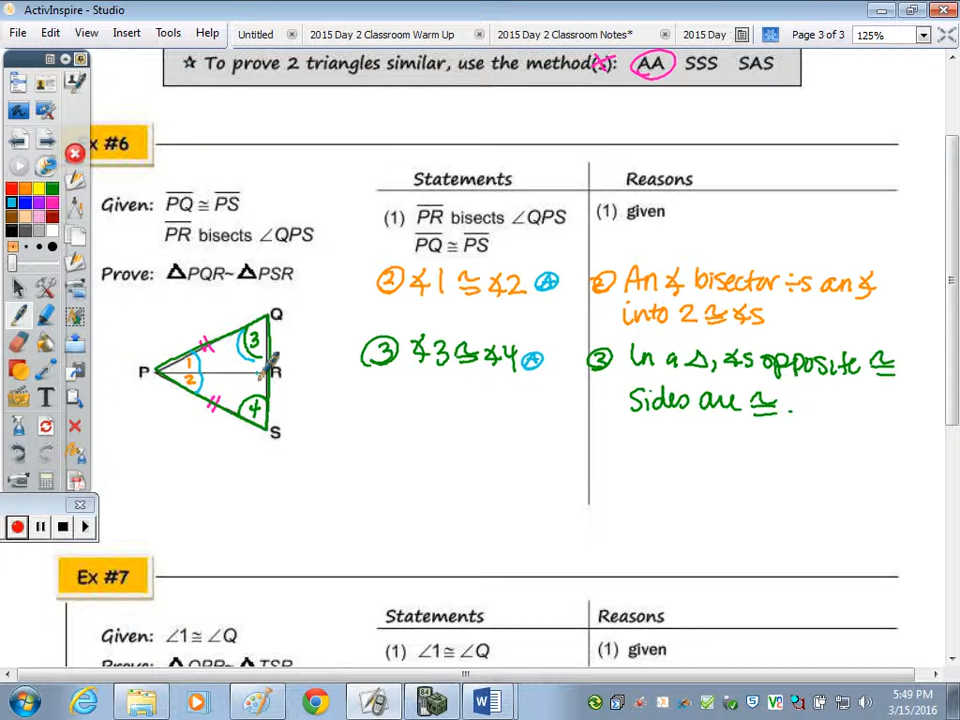 ActivInspire - Studio
File Edit View Insert Tools Help
Untitled 2015 Day 2 Classroom Warm Up 2015 Day 2 Classroom Notes* 2015 Day Page 3 of 3 125%
☆ To prove 2 triangles similar, use the method(s): AA SSS SAS
Ex #6
Given: PQ ≅ PS
PR bisects ∠QPS
Prove: △PQR~△PSR
Statements Reasons
(1) PR bisects ∠QPS (1) given
PQ ≅ PS
② ∡1 ≅ ∡2 A ② An ∡ bisector ÷s an ∡
into 2 ≅ ∡s
③ ∡3 ≅ ∡4 A ③ In a △, ∡s opposite ≅
sides are ≅.
Q
3
P 1 R
2
4
S
Ex #7
Given: ∠1 ≅ ∠Q
Statements Reasons
(1) ∠1 ≅ ∠Q (1) given
5:49 PM
3/15/2016